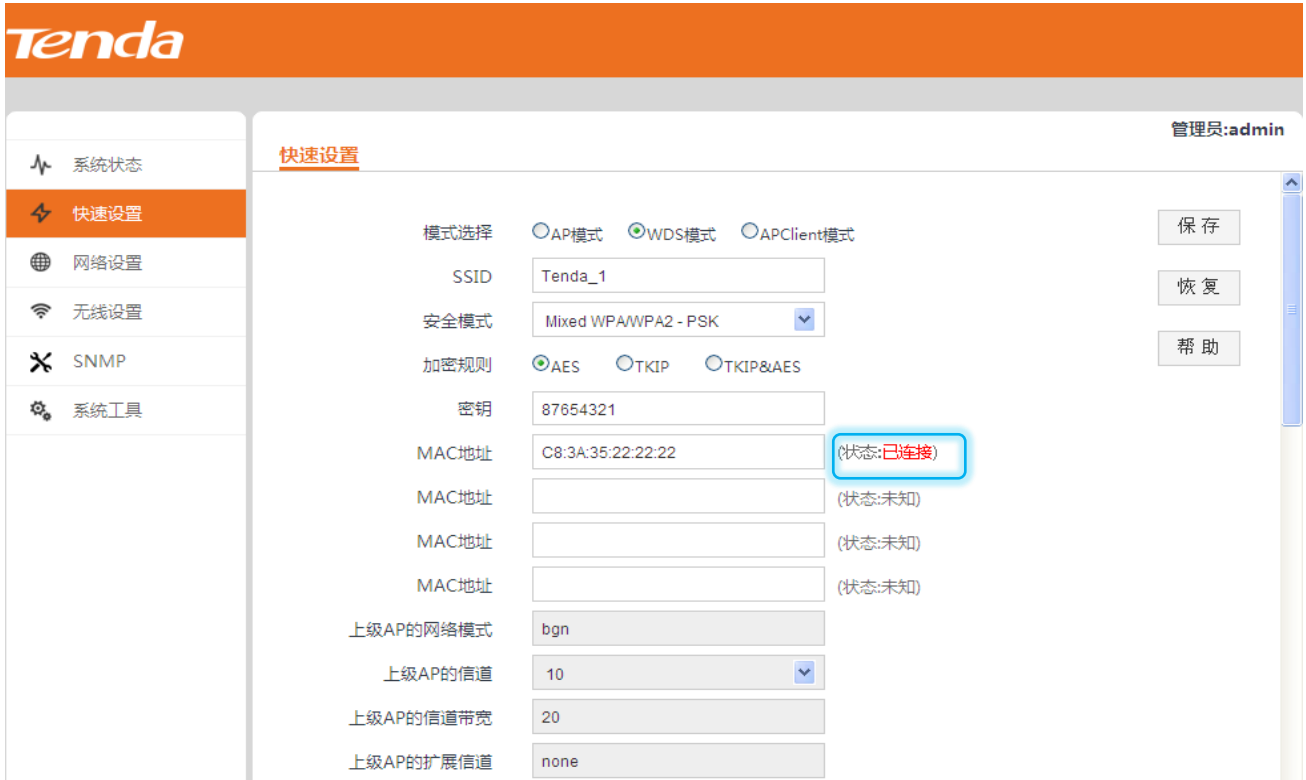 Tenda
管理员:admin
系统状态
快速设置
网络设置
无线设置
SNMP
系统工具
快速设置
模式选择 AP模式 WDS模式 APClient模式
SSID Tenda_1
安全模式 Mixed WPA/WPA2 - PSK
加密规则 AES TKIP TKIP&AES
密钥 87654321
MAC地址 C8:3A:35:22:22:22 (状态:已连接)
MAC地址 (状态:未知)
MAC地址 (状态:未知)
MAC地址 (状态:未知)
上级AP的网络模式 bgn
上级AP的信道 10
上级AP的信道带宽 20
上级AP的扩展信道 none
保存
恢复
帮助